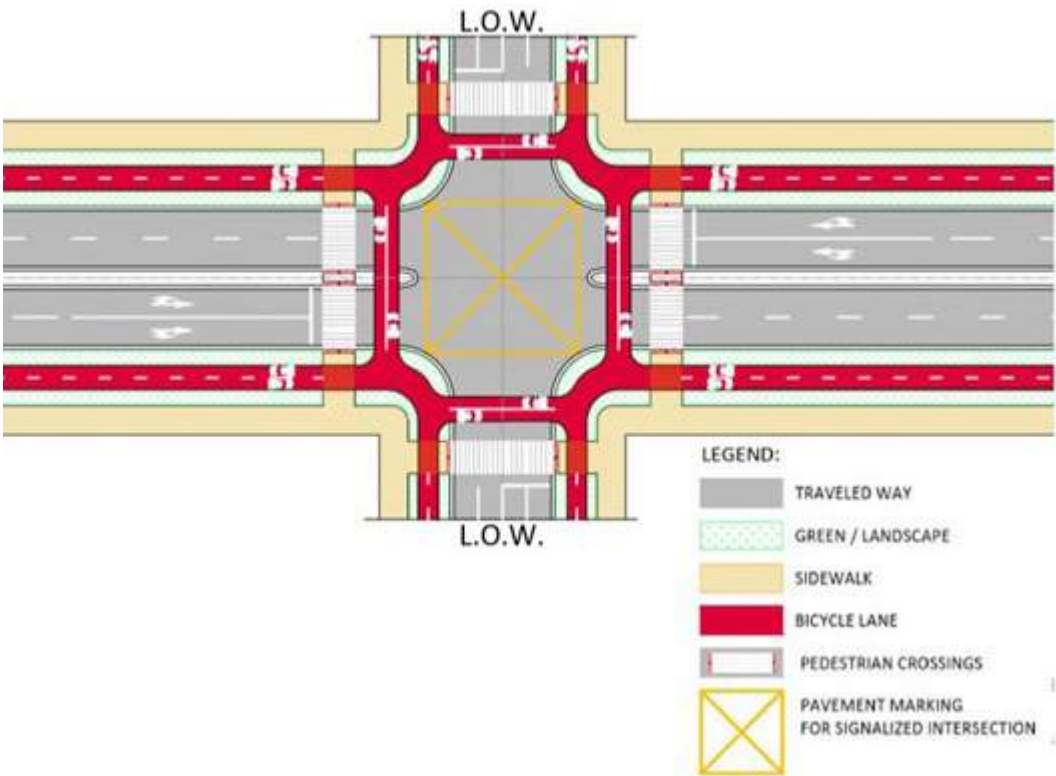 L.O.W.
L.O.W.
LEGEND:
TRAVELED WAY
GREEN / LANDSCAPE
SIDEWALK
BICYCLE LANE
PEDESTRIAN CROSSINGS
PAVEMENT MARKING
FOR SIGNALIZED INTERSECTION